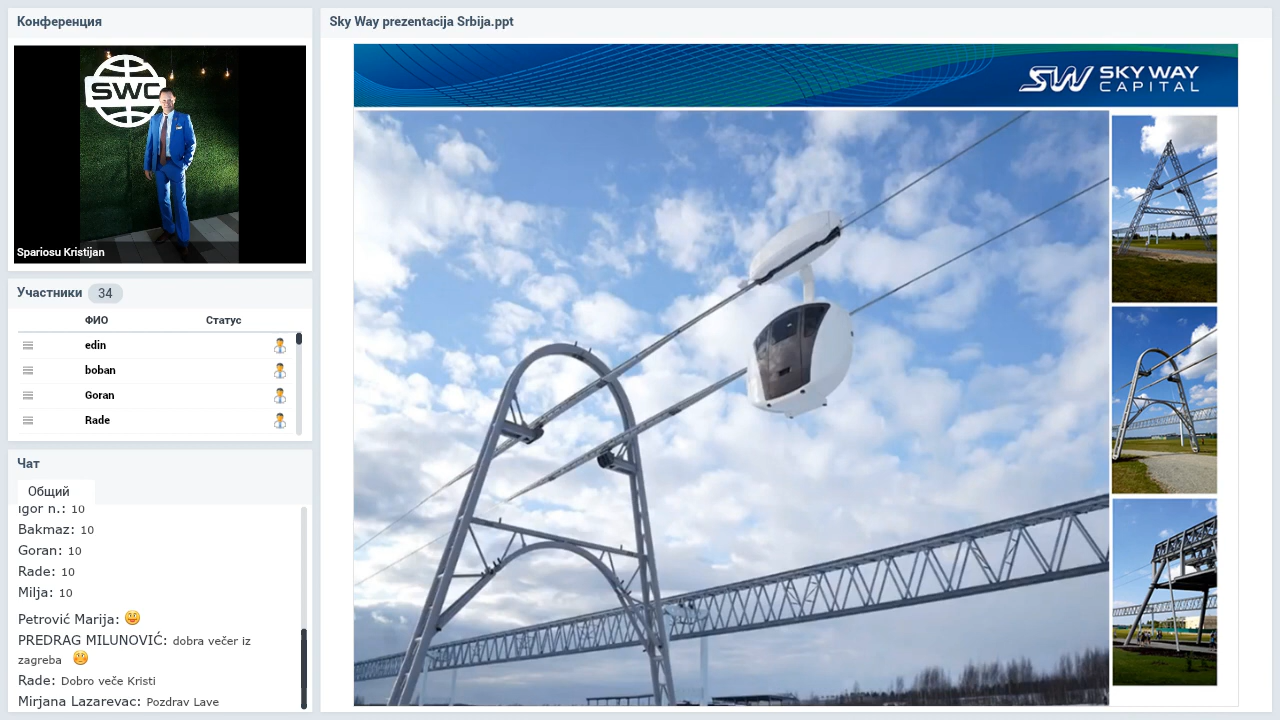 Конференция
SWC
Spariosu Kristijan
Участники 34
ФИО Статус
edin
boban
Goran
Rade
Чат
Общий
igor n.: 10
Bakmaz: 10
Goran: 10
Rade: 10
Milja: 10
Petrović Marija:
PREDRAG MILUNOVIĆ: dobra večer iz
zagreba
Rade: Dobro veče Kristi
Mirjana Lazarevac: Pozdrav Lave
Sky Way prezentacija Srbija.ppt
SW SKY WAY
CAPITAL